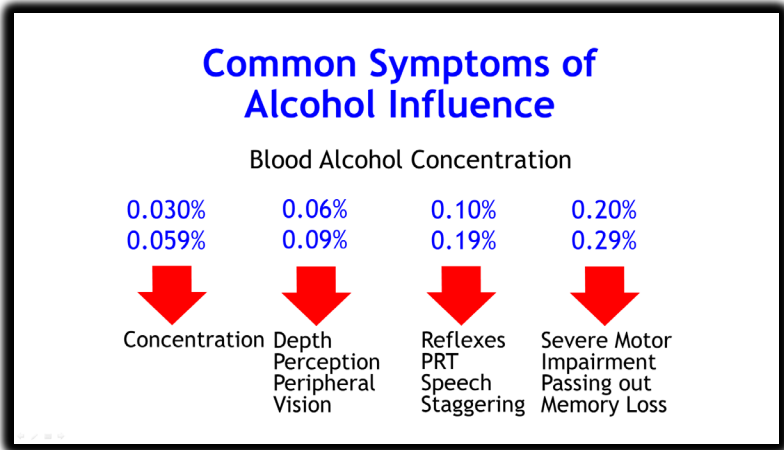 Common Symptoms of
Alcohol Influence
Blood Alcohol Concentration
0.030%
0.059%
0.06%
0.09%
0.10%
0.19%
0.20%
0.29%
Concentration
Depth
Perception
Peripheral
Vision
Reflexes
PRT
Speech
Staggering
Severe Motor
Impairment
Passing out
Memory Loss